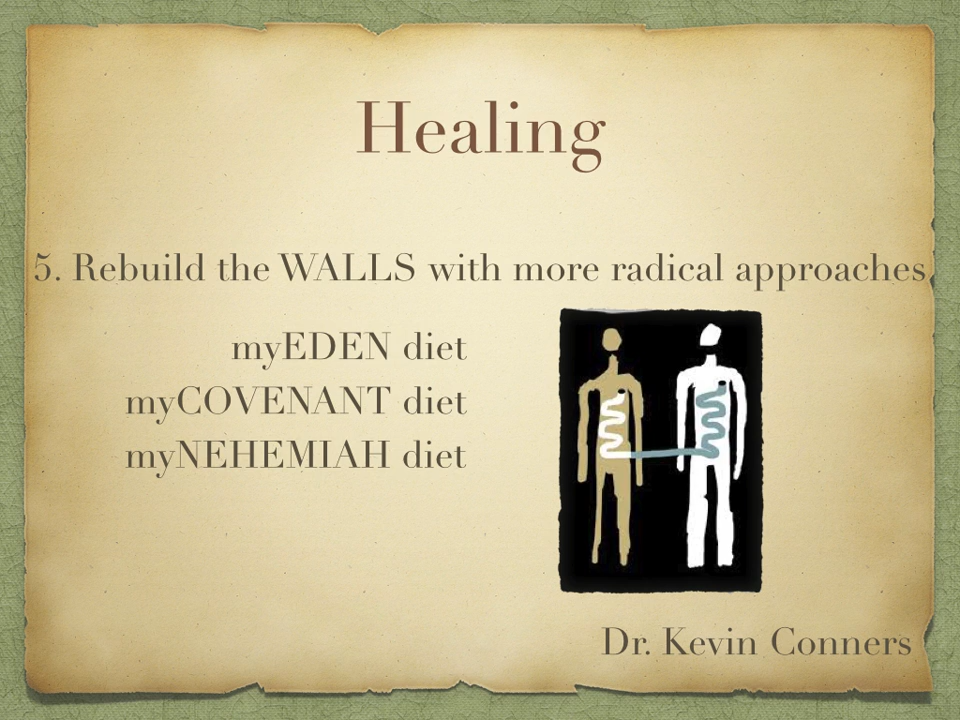 Healing
5. Rebuild the WALLS with more radical approaches.
myEDEN diet
myCOVENANT diet
myNEHEMIAH diet
Dr. Kevin Conners